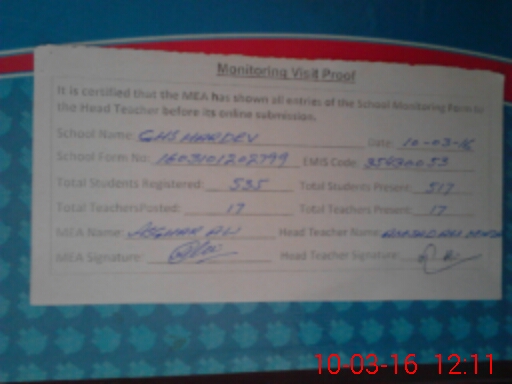 Monitoring Visit Proof
It is certified that the MEA has shown all entries of the School Monitoring Form to
the Head Teacher before its online submission.
School Name: GHS HARDEV Date: 10-03-16
School Form No: EMIS Code:
Total Students Registered: 535 Total Students Present: 517
Total TeachersPosted: 17 Total Teachers Present: 17
MEA Name: ASGHAR ALI Head Teacher Name:
MEA Signature: Head Teacher Signature:
10-03-16 12:11